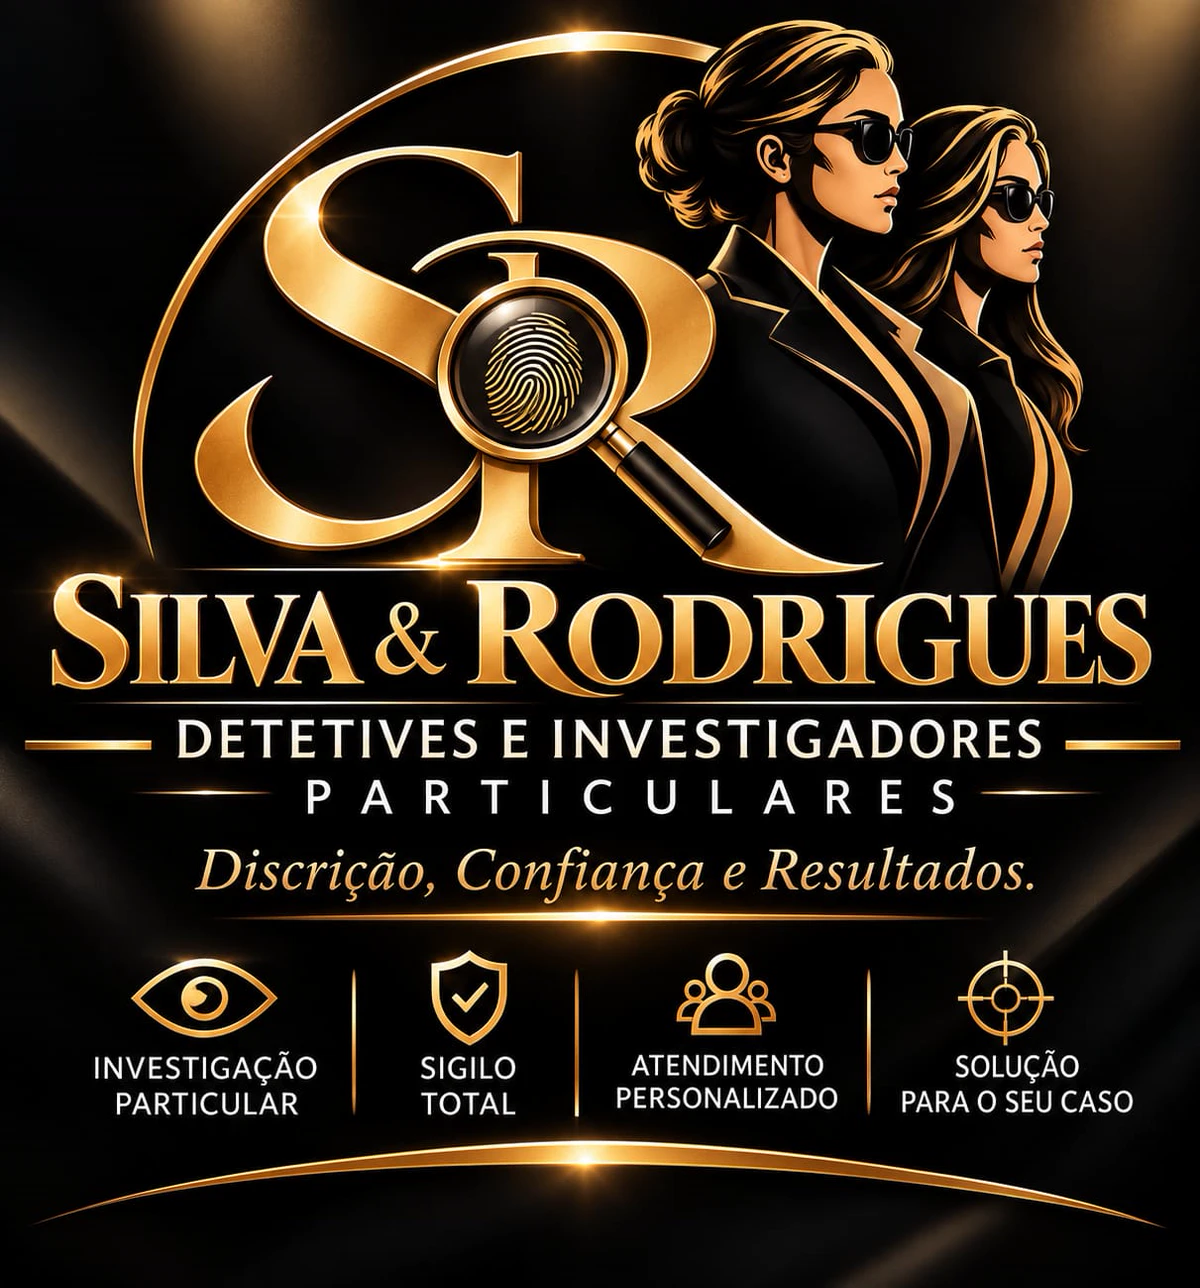 SR
SILVA & RODRIGUES
DETETIVES E INVESTIGADORES
PARTICULARES
Discrição, Confiança e Resultados.
INVESTIGAÇÃO
PARTICULAR
SIGILO
TOTAL
ATENDIMENTO
PERSONALIZADO
SOLUÇÃO
PARA O SEU CASO